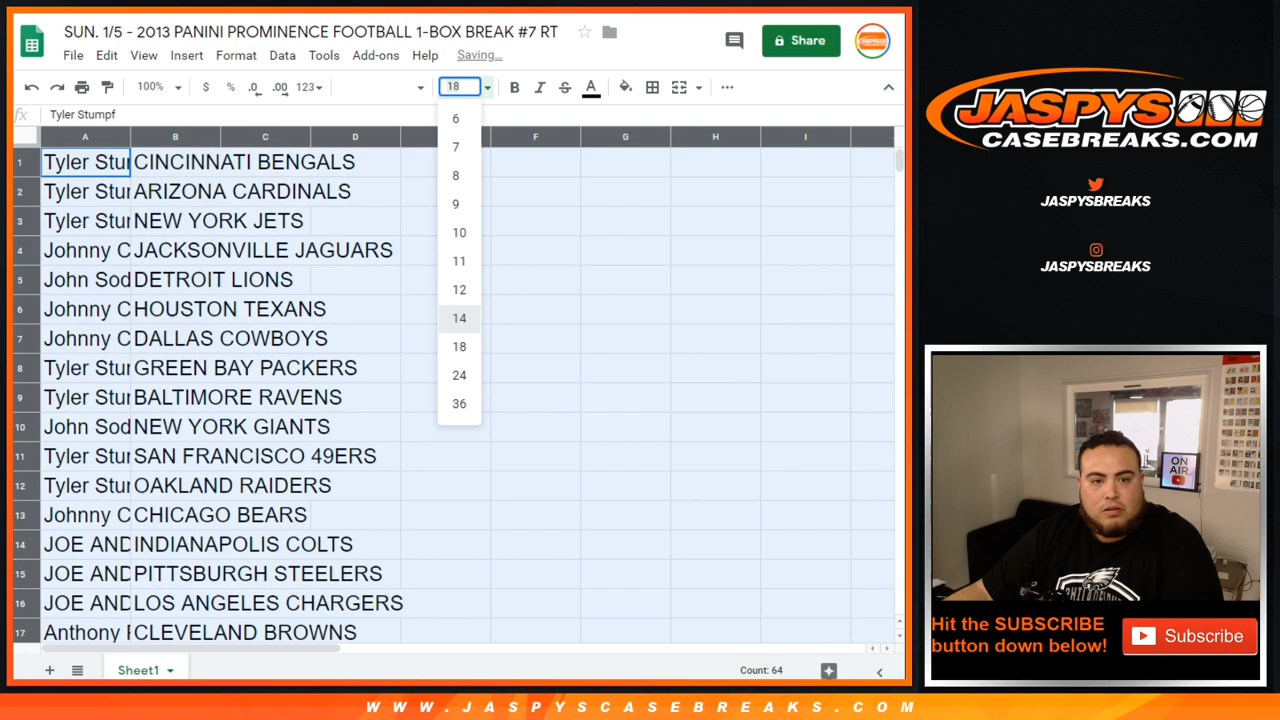 SUN. 1/5 - 2013 PANINI PROMINENCE FOOTBALL 1-BOX BREAK #7 RT
File Edit View Insert Format Data Tools Add-ons Help Saving...
Share
100% $ % .0 .00 123 18 B I S A
fx Tyler Stumpf
A B C D F G H I
1 Tyler Stu CINCINNATI BENGALS
2 Tyler Stu ARIZONA CARDINALS
3 Tyler Stu NEW YORK JETS
4 Johnny C JACKSONVILLE JAGUARS
5 John Sod DETROIT LIONS
6 Johnny C HOUSTON TEXANS
7 Johnny C DALLAS COWBOYS
8 Tyler Stu GREEN BAY PACKERS
9 Tyler Stu BALTIMORE RAVENS
10 John Sod NEW YORK GIANTS
11 Tyler Stu SAN FRANCISCO 49ERS
12 Tyler Stu OAKLAND RAIDERS
13 Johnny C CHICAGO BEARS
14 JOE AND INDIANAPOLIS COLTS
15 JOE AND PITTSBURGH STEELERS
16 JOE AND LOS ANGELES CHARGERS
17 Anthony CLEVELAND BROWNS
6
7
8
9
10
11
12
14
18
24
36
Sheet1
Count: 64
JASPYS
CASEBREAKS.COM
JASPYSBREAKS
JASPYSBREAKS
ON
AIR
PHILADELPHIA
Hit the SUBSCRIBE
button down below!
Subscribe
WWW.JASPYSCASEBREAKS.COM